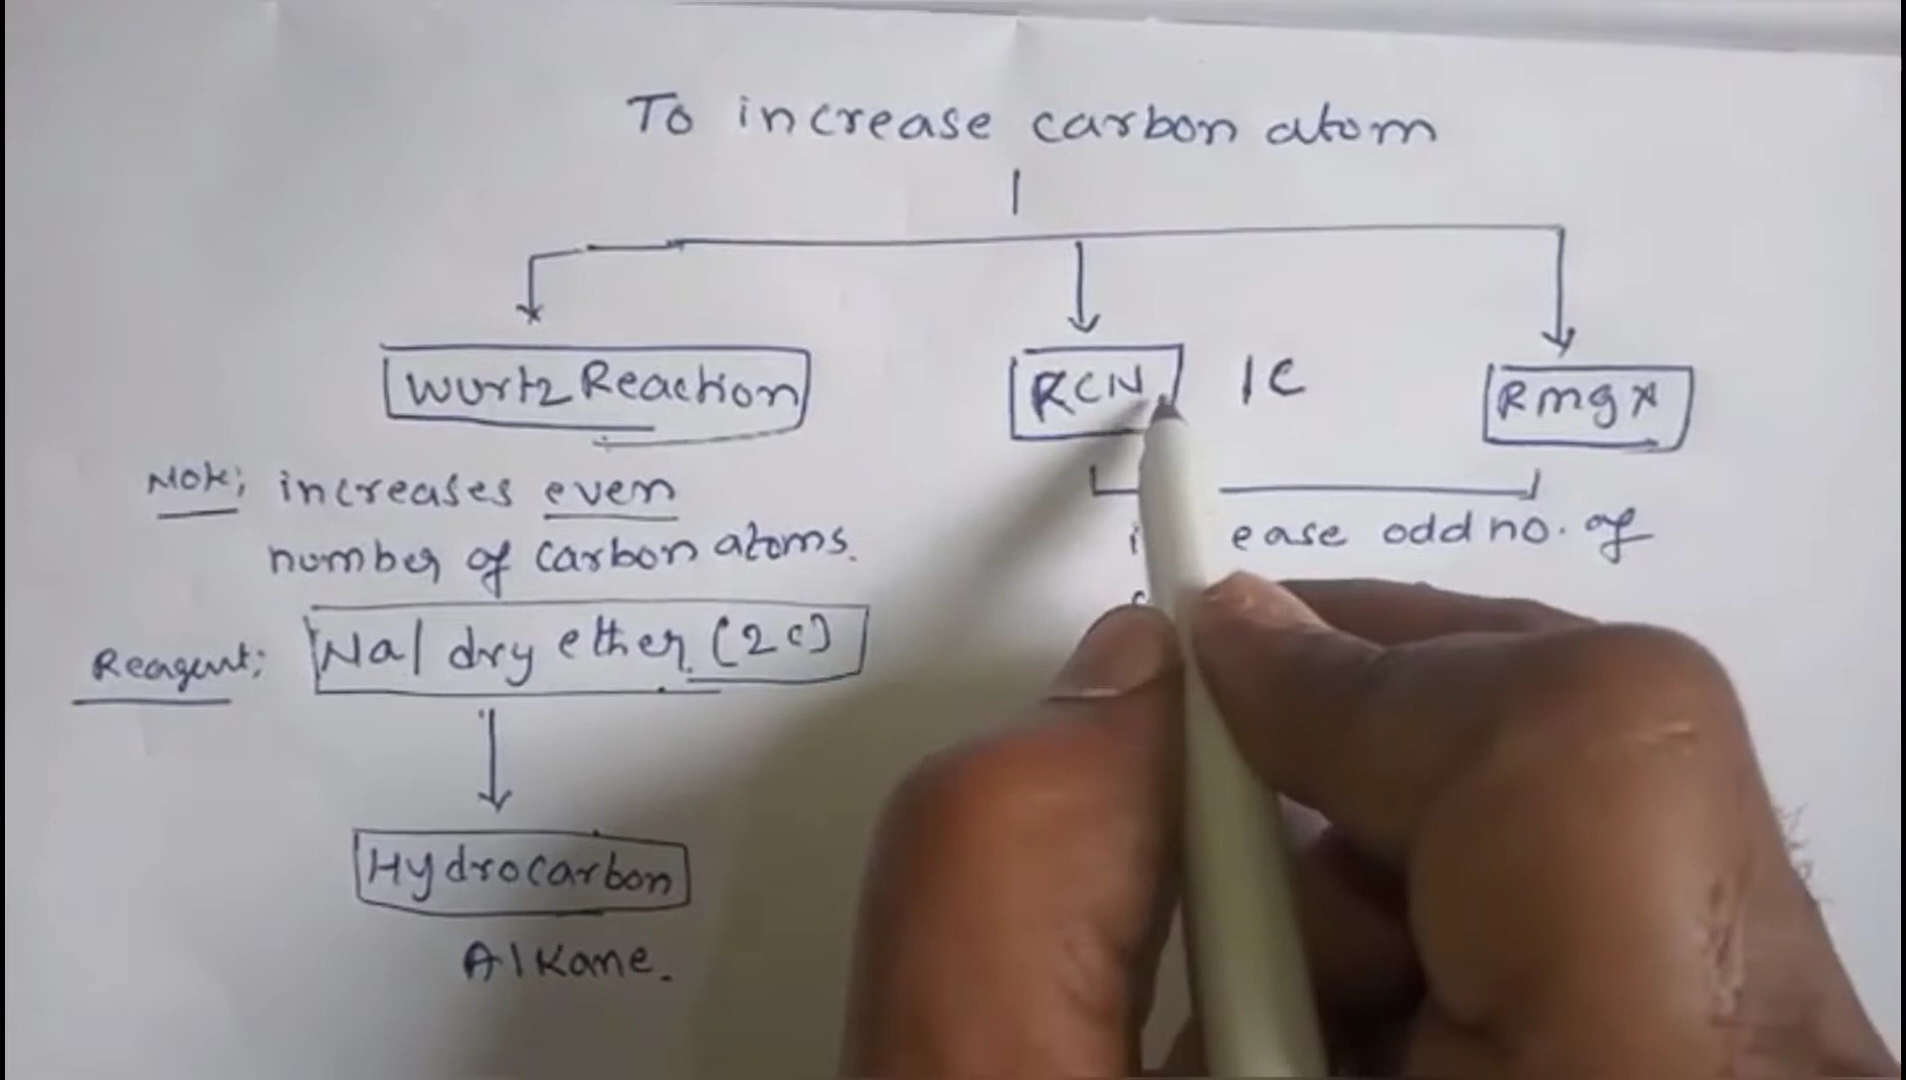 To increase carbon atom
Wurtz Reaction
RCN 1C
RmgX
Note; increases even
number of carbon atoms.
ease odd no. of
Reagent: Na/dry ether (2C)
Hydrocarbon
Alkane.